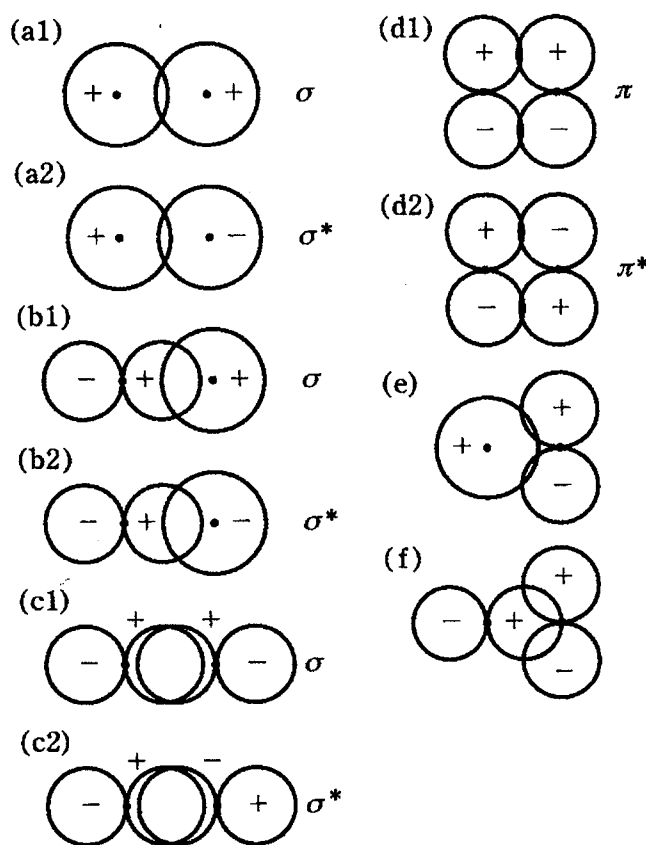 (a1)
+ + σ
(a2)
+ − σ*
(b1)
− + + σ
(b2)
− + − σ*
(c1)
+ +
− − σ
(c2)
+ −
− + σ*
(d1)
+ +
π
− −
(d2)
+ −
π*
− +
(e)
+
+
−
(f)
+
− +
−